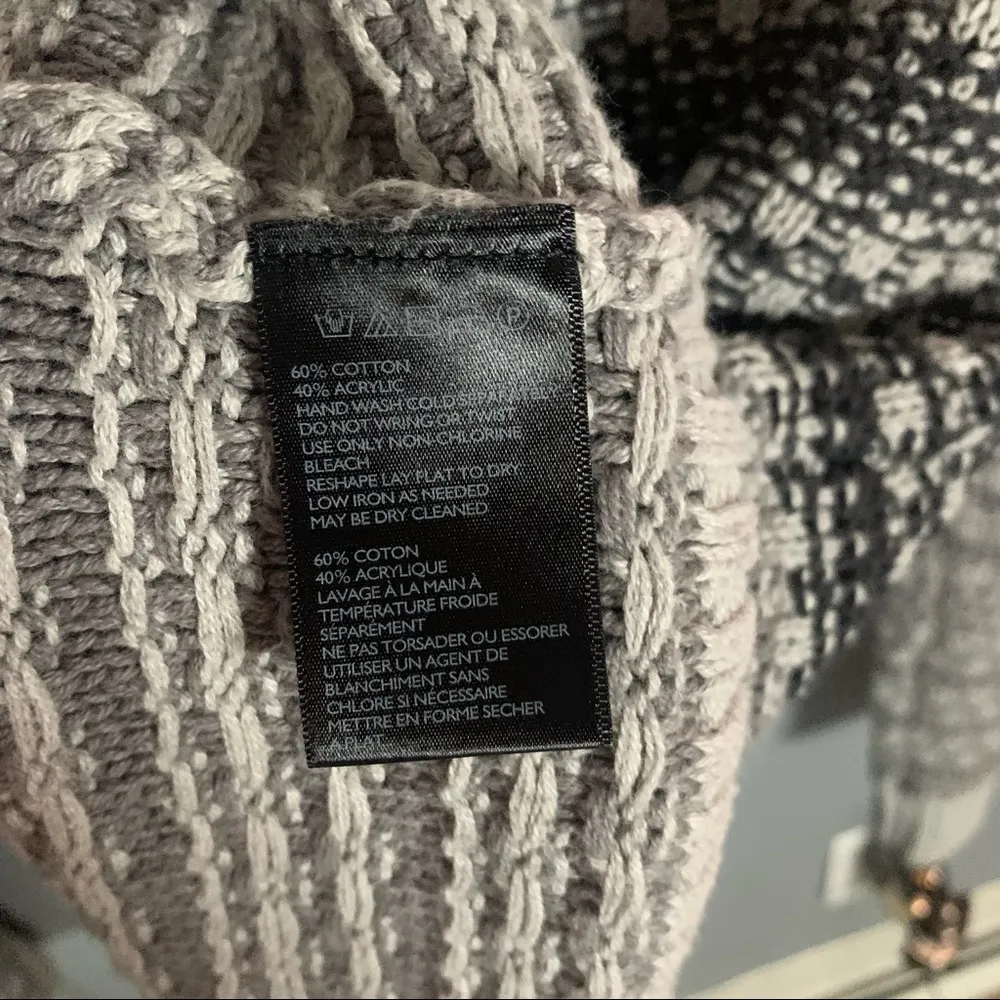 P
60% COTTON
40% ACRYLIC
HAND WASH COLD SEPARATELY
DO NOT WRING OR TWIST
USE ONLY NON-CHLORINE
BLEACH
RESHAPE LAY FLAT TO DRY
LOW IRON AS NEEDED
MAY BE DRY CLEANED
60% COTON
40% ACRYLIQUE
LAVAGE À LA MAIN À
TEMPÉRATURE FROIDE
SÉPARÉMENT
NE PAS TORSADER OU ESSORER
UTILISER UN AGENT DE
BLANCHIMENT SANS
CHLORE SI NÉCESSAIRE
METTRE EN FORME SECHER
A PLAT